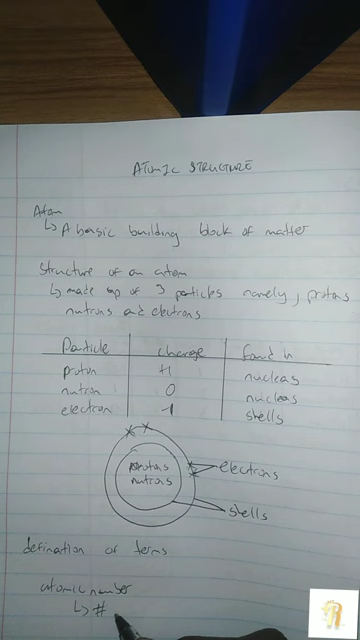 ATOMIC STRUCTURE
Atom
↳ A basic building block of matter
Structure of an atom
↳ made up of 3 particles namely, protons
nutrons and electrons
Particle charge found in
proton +1 nucleas
nutron 0 nucleas
electron -1 shells
protons
nutrons
electrons
shells
defination of terms
atomic number
↳ #